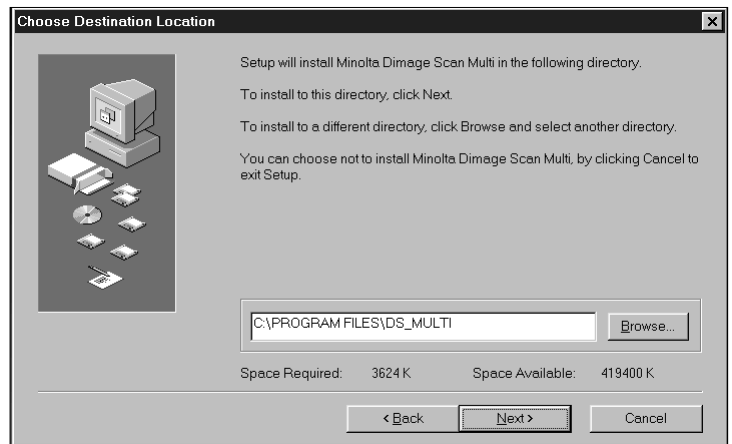 Choose Destination Location
Setup will install Minolta Dimage Scan Multi in the following directory.
To install to this directory, click Next.
To install to a different directory, click Browse and select another directory.
You can choose not to install Minolta Dimage Scan Multi, by clicking Cancel to
exit Setup.
C:\PROGRAM FILES\DS_MULTI
Browse...
Space Required: 3624 K Space Available: 419400 K
< Back Next > Cancel